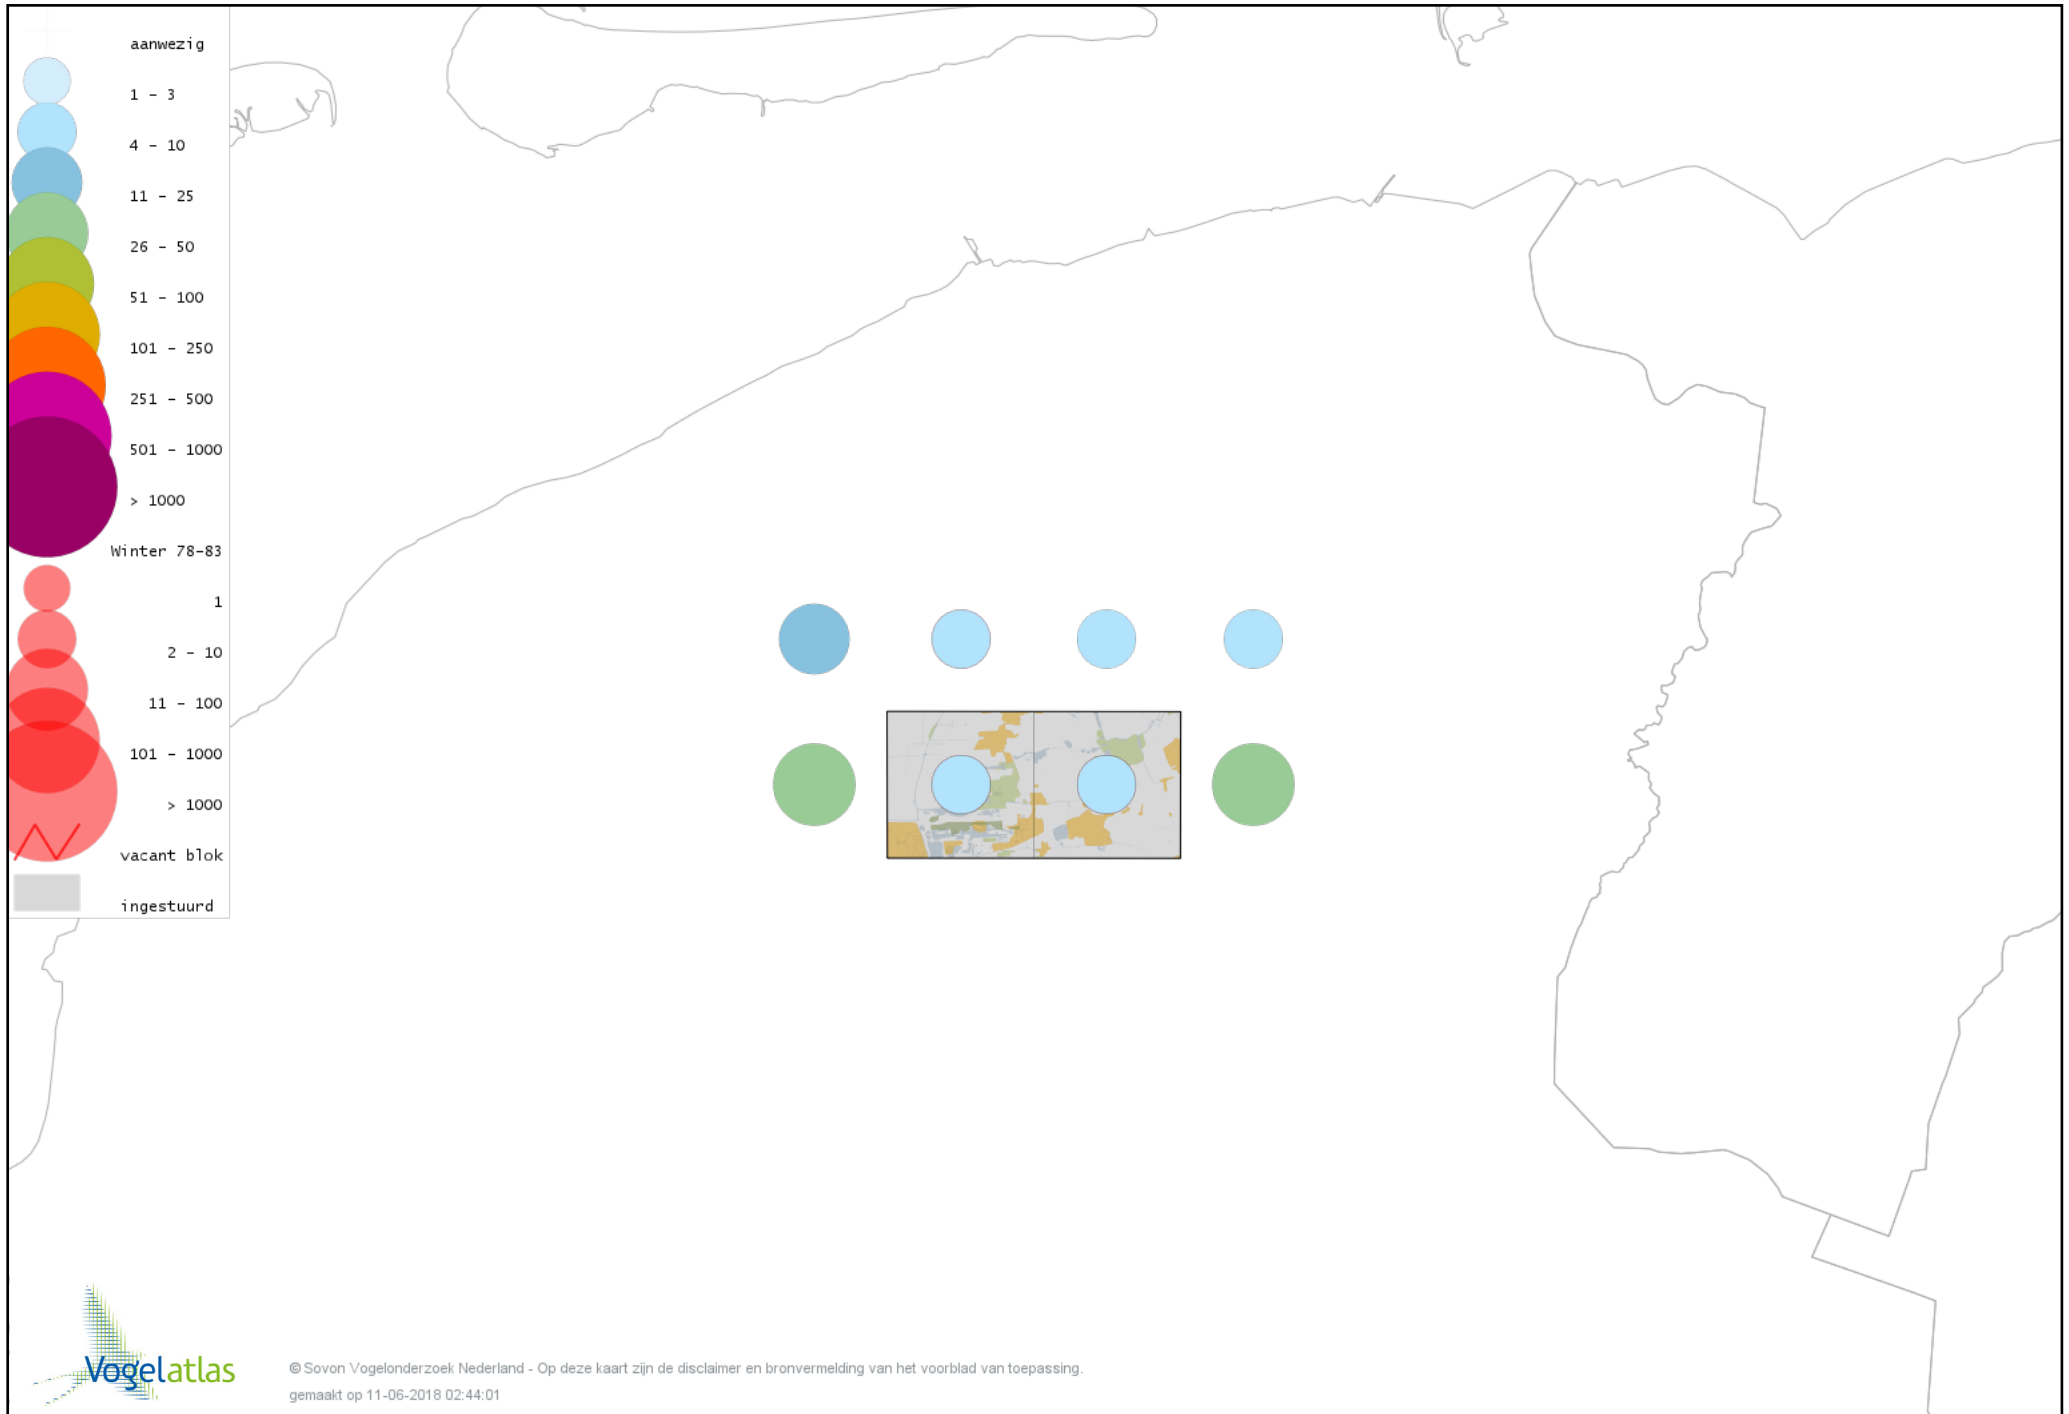 aanwezig
1 - 3
4 - 10
11 - 25
26 - 50
51 - 100
101 - 250
251 - 500
501 - 1000
> 1000
Winter 78-83
1
2 - 10
11 - 100
101 - 1000
> 1000
vacant blok
ingestuurd
Vogelatlas
© Sovon Vogelonderzoek Nederland - Op deze kaart zijn de disclaimer en bronvermelding van het voorblad van toepassing.
gemaakt op 11-06-2018 02:44:01